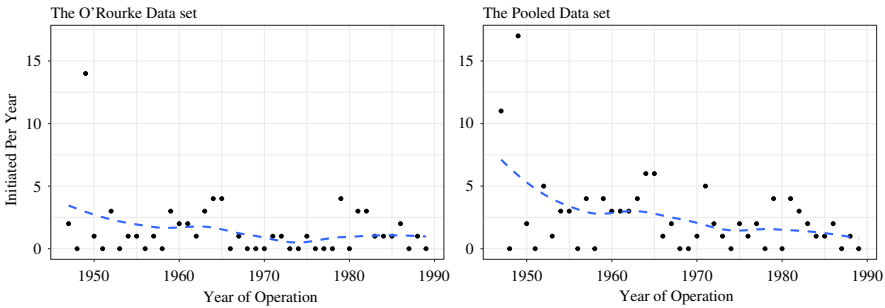 The O'Rourke Data set
15
10
5
0
Initiated Per Year
1950 1960 1970 1980 1990
Year of Operation
The Pooled Data set
15
10
5
0
1950 1960 1970 1980 1990
Year of Operation